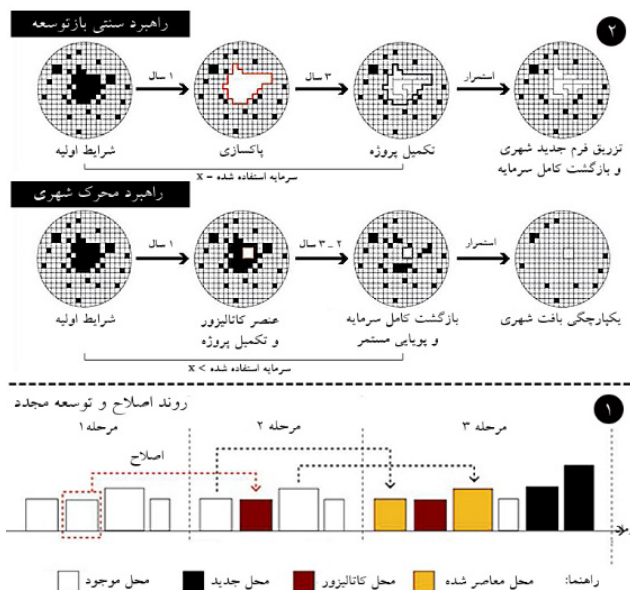 راهبرد سنتی بازتوسعه
۲
۱ سال
۳ سال
استمرار
شرایط اولیه
پاکسازی
تکمیل پروژه
تزریق فرم جدید شهری
و بازگشت کامل سرمایه
سرمایه استفاده شده = x
راهبرد محرک شهری
۱ سال
۲ _ ۳ سال
استمرار
شرایط اولیه
عنصر کاتالیزور
و تکمیل پروژه
بازگشت کامل سرمایه
و پویایی مستمر
یکپارچگی بافت شهری
سرمایه استفاده شده > x
روند اصلاح و توسعه مجدد
۱
مرحله۱
مرحله ۲
مرحله ۳
اصلاح
راهنما:
محل معاصر شده
محل کاتالیزور
محل جدید
محل موجود